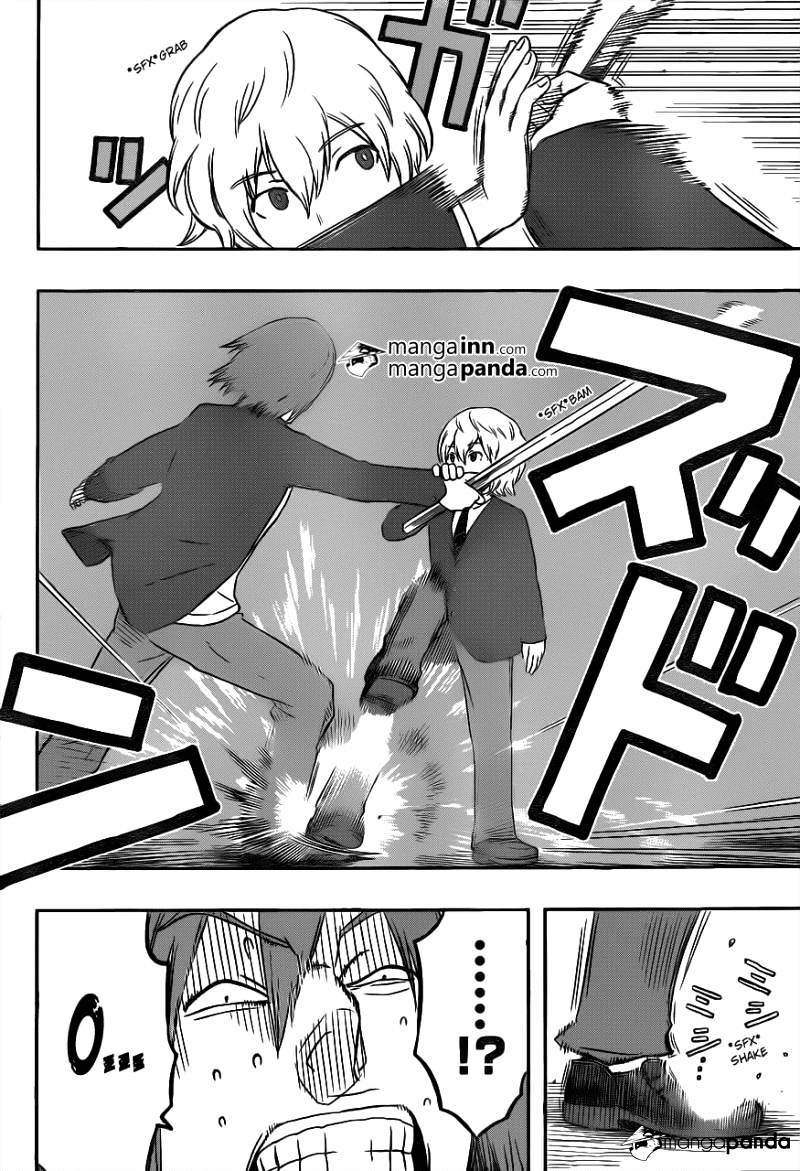 ガ
ッ
*SFX* GRAB
mangainn.com
mangapanda.com
*SFX* BAM
ズッ
ド
ン
......!?
*SFX*
SHAKE
mangapanda